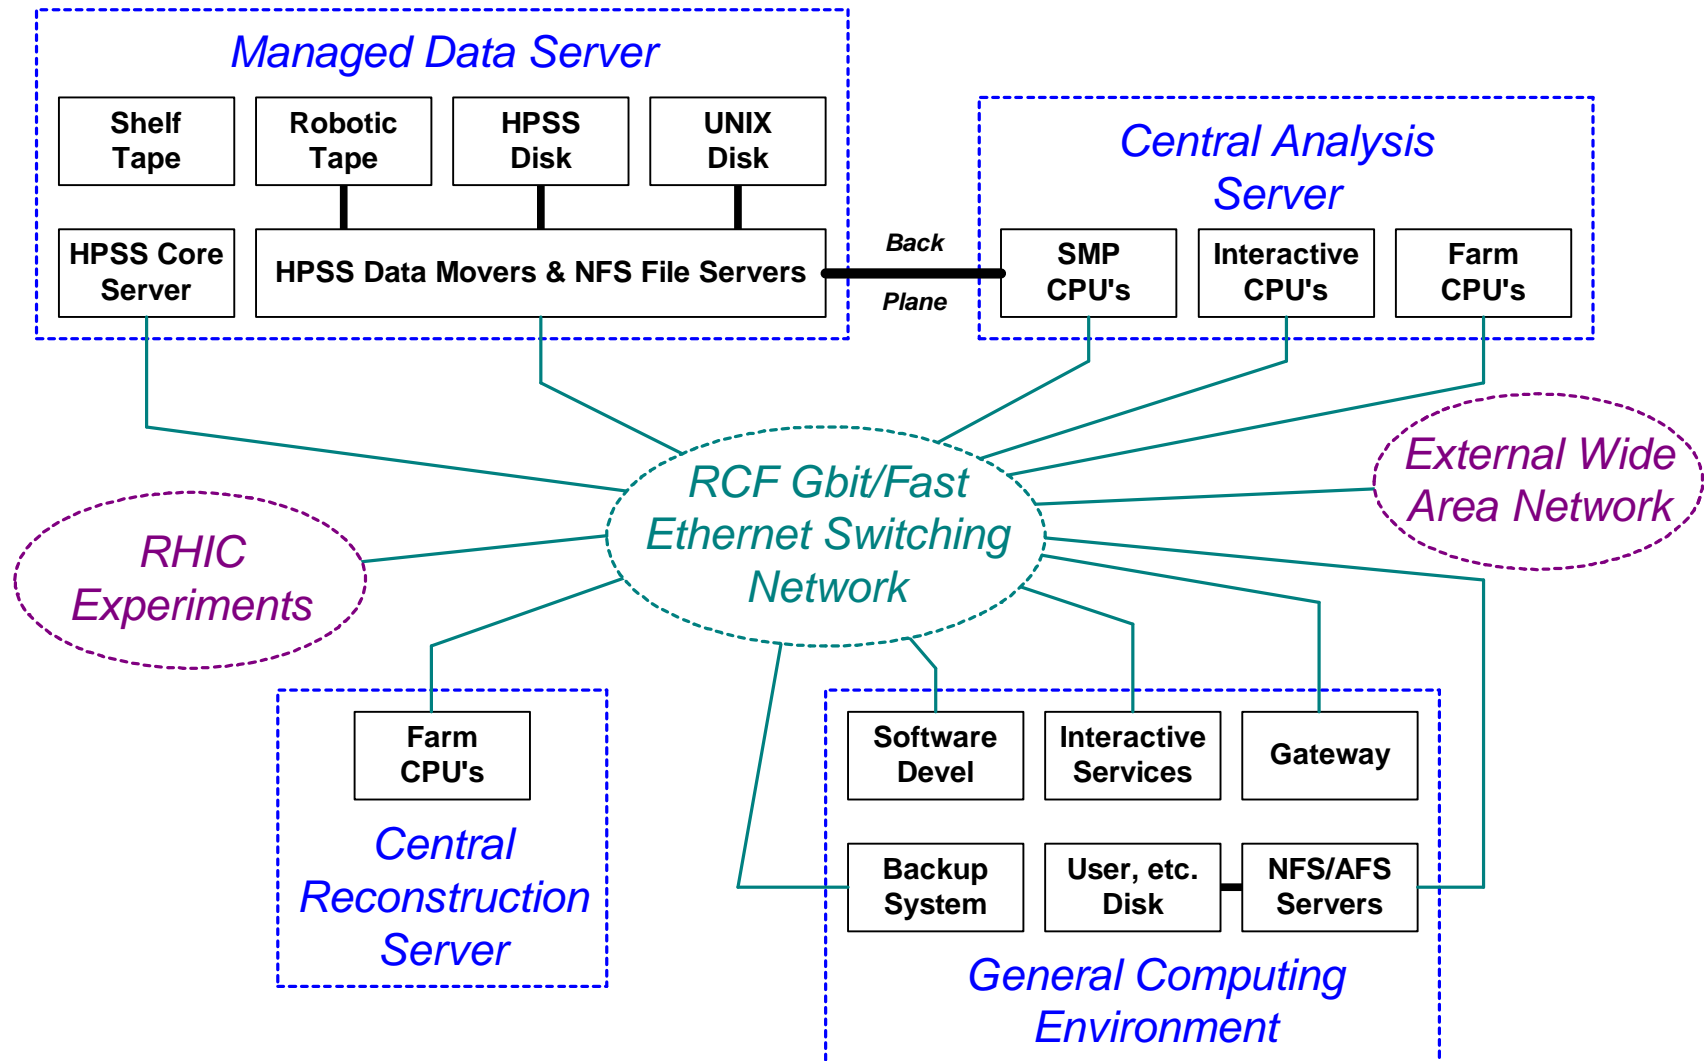 Managed Data Server
Shelf
Tape
Robotic
Tape
HPSS
Disk
UNIX
Disk
HPSS Core
Server
HPSS Data Movers & NFS File Servers
Back
Plane
Central Analysis
Server
SMP
CPU's
Interactive
CPU's
Farm
CPU's
RCF Gbit/Fast
Ethernet Switching
Network
External Wide
Area Network
RHIC
Experiments
Farm
CPU's
Central
Reconstruction
Server
Software
Devel
Interactive
Services
Gateway
Backup
System
User, etc.
Disk
NFS/AFS
Servers
General Computing
Environment